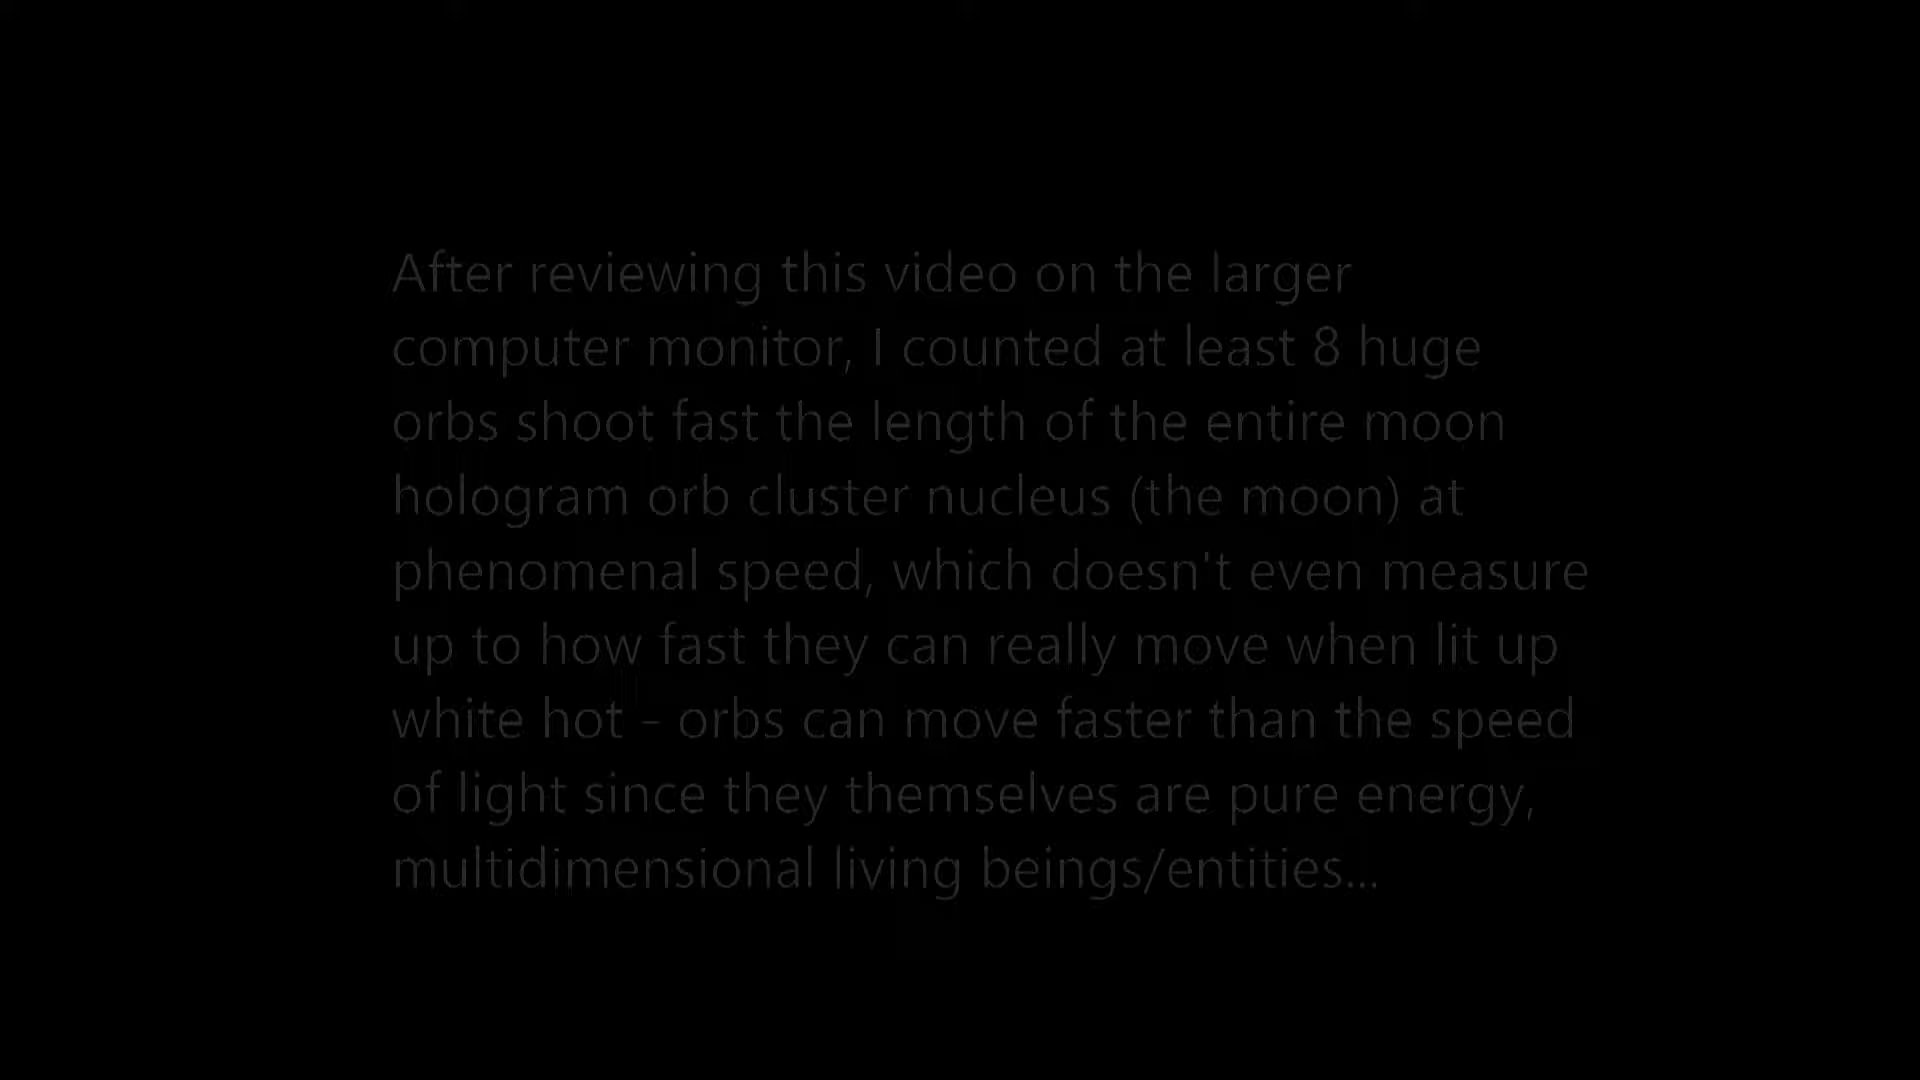 After reviewing this video on the larger
computer monitor, I counted at least 8 huge
orbs shoot fast the length of the entire moon
hologram orb cluster nucleus (the moon) at
phenomenal speed, which doesn't even measure
up to how fast they can really move when lit up
white hot - orbs can move faster than the speed
of light since they themselves are pure energy,
multidimensional living beings/entities...